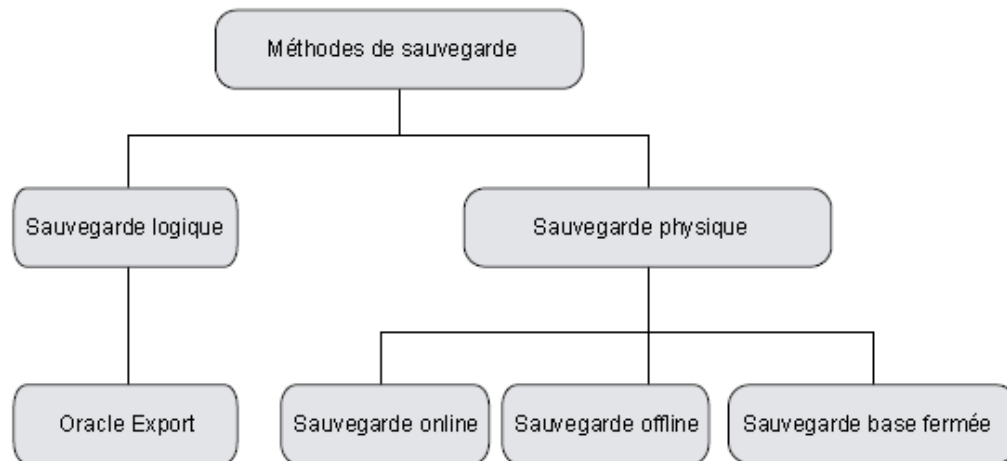 Méthodes de sauvegarde
Sauvegarde logique
Sauvegarde physique
Oracle Export
Sauvegarde online
Sauvegarde offline
Sauvegarde base fermée